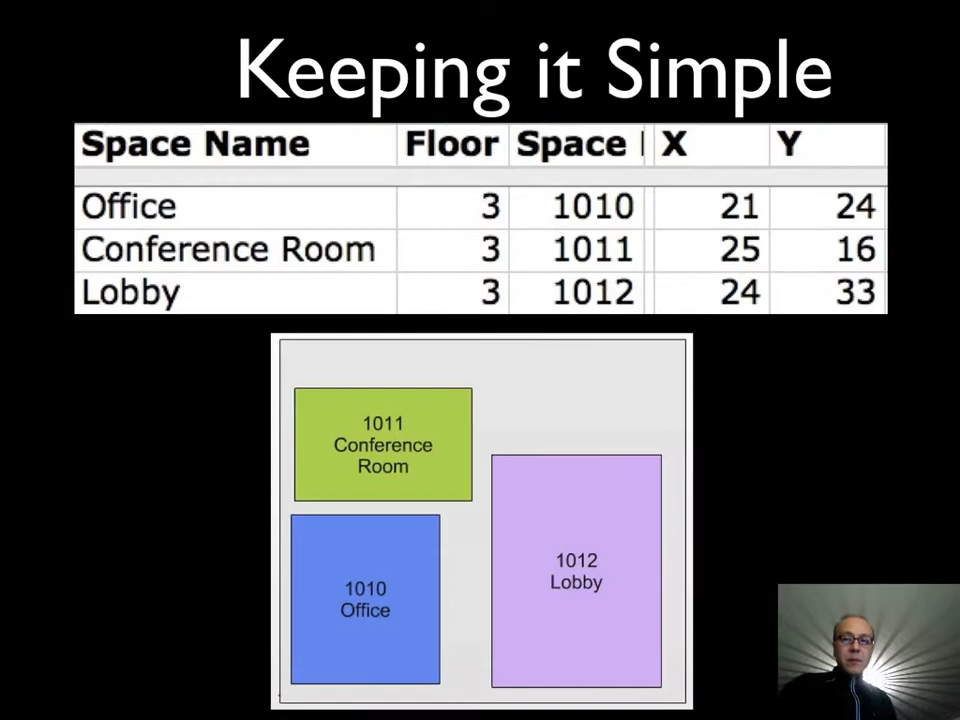 Keeping it Simple
Space Name Floor Space X Y
Office 3 1010 21 24
Conference Room 3 1011 25 16
Lobby 3 1012 24 33
1011
Conference
Room
1012
Lobby
1010
Office